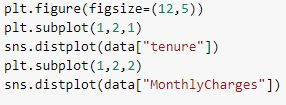 plt.figure(figsize=(12,5))
plt.subplot(1,2,1)
sns.distplot(data["tenure"])
plt.subplot(1,2,2)
sns.distplot(data["MonthlyCharges"])